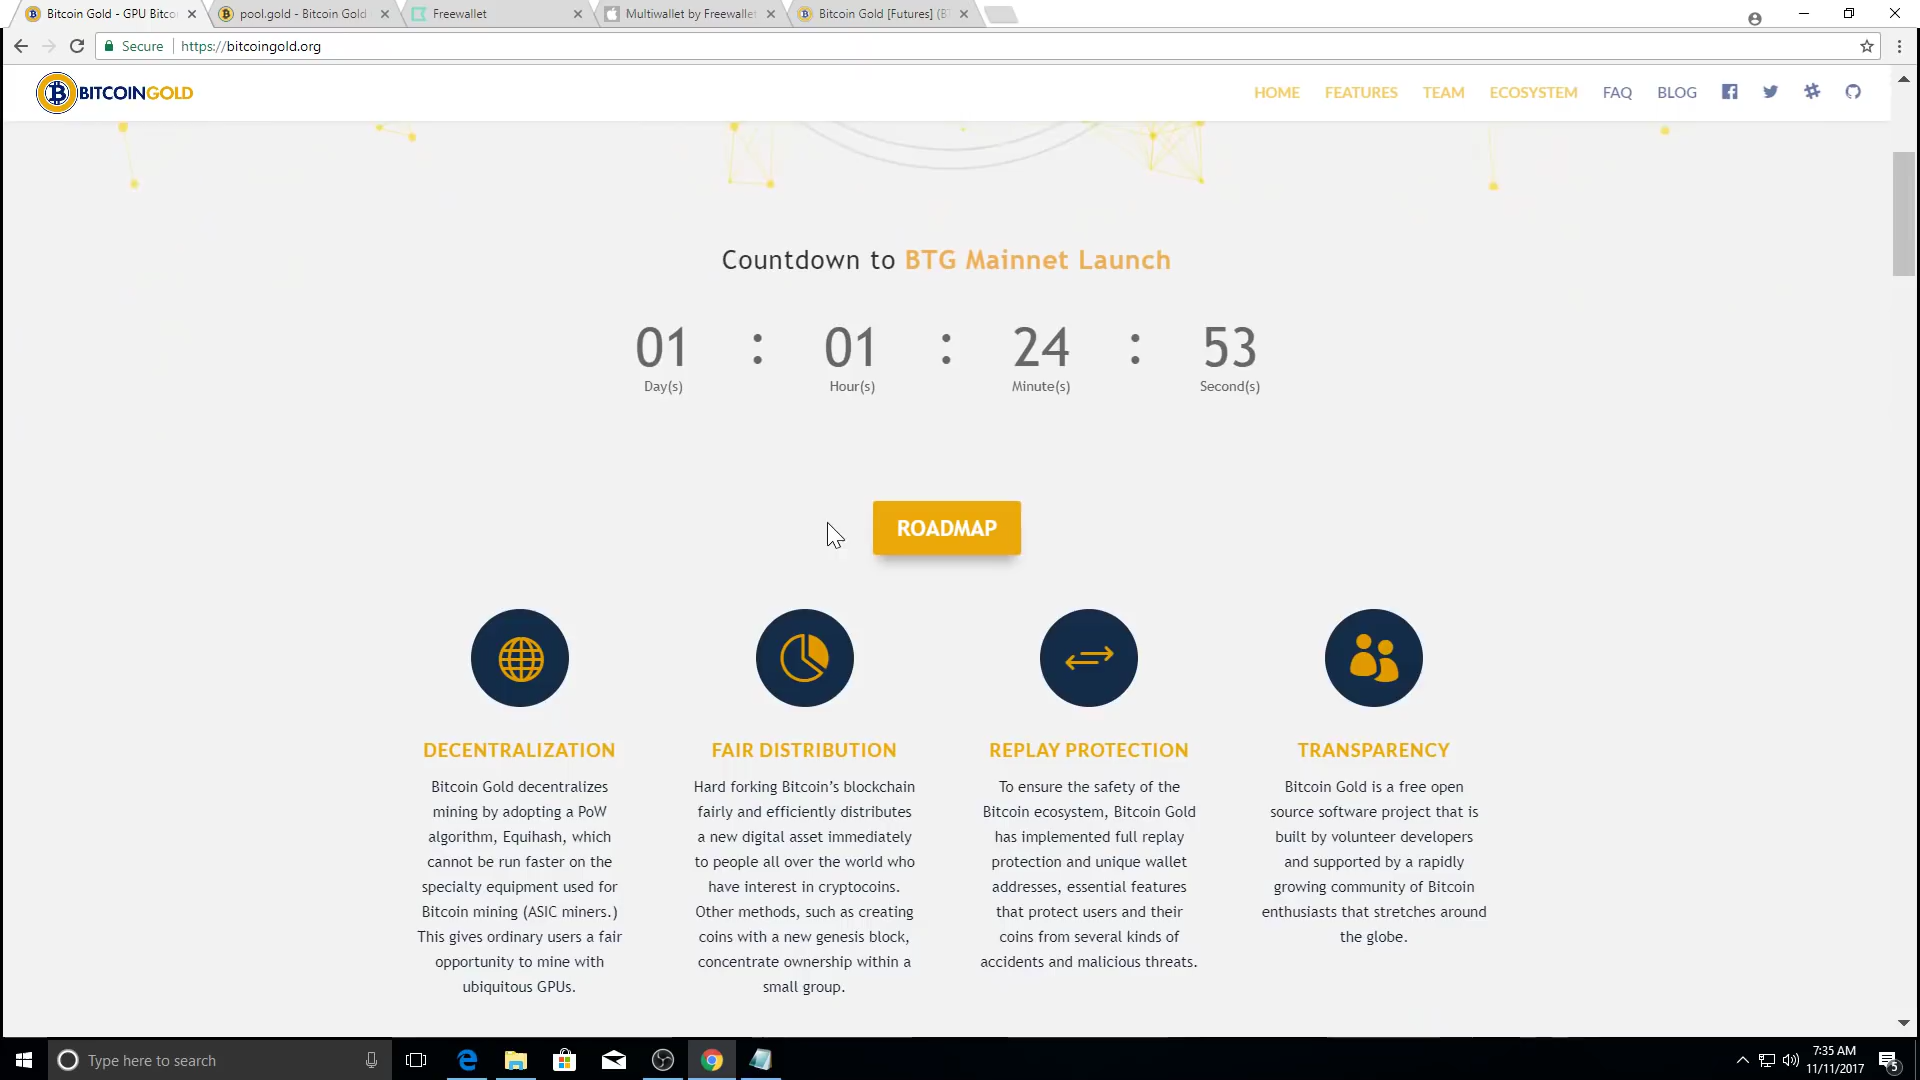 Bitcoin Gold - GPU Bitco
pool.gold - Bitcoin Gold
Freewallet
Multiwallet by Freewallet
Bitcoin Gold [Futures] (B
Secure
https://bitcoingold.org
BITCOINGOLD
HOME
FEATURES
TEAM
ECOSYSTEM
FAQ
BLOG
Countdown to BTG Mainnet Launch
01 : 01 : 24 : 53
Day(s) Hour(s) Minute(s) Second(s)
ROADMAP
DECENTRALIZATION
Bitcoin Gold decentralizes
mining by adopting a PoW
algorithm, Equihash, which
cannot be run faster on the
specialty equipment used for
Bitcoin mining (ASIC miners.)
This gives ordinary users a fair
opportunity to mine with
ubiquitous GPUs.
FAIR DISTRIBUTION
Hard forking Bitcoin’s blockchain
fairly and efficiently distributes
a new digital asset immediately
to people all over the world who
have interest in cryptocoins.
Other methods, such as creating
coins with a new genesis block,
concentrate ownership within a
small group.
REPLAY PROTECTION
To ensure the safety of the
Bitcoin ecosystem, Bitcoin Gold
has implemented full replay
protection and unique wallet
addresses, essential features
that protect users and their
coins from several kinds of
accidents and malicious threats.
TRANSPARENCY
Bitcoin Gold is a free open
source software project that is
built by volunteer developers
and supported by a rapidly
growing community of Bitcoin
enthusiasts that stretches around
the globe.
Type here to search
7:35 AM
11/11/2017
5